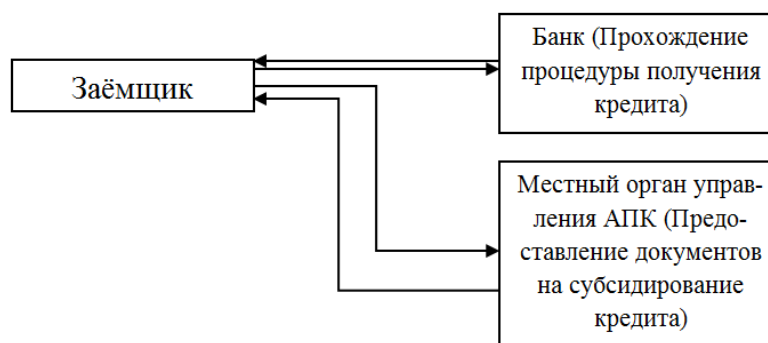 Банк (Прохождение
процедуры получения
кредита)
Заёмщик
Местный орган управ-
ления АПК (Предо-
ставление документов
на субсидирование
кредита)